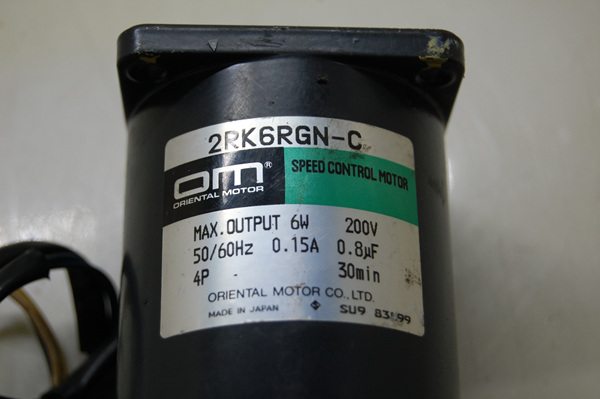 2RK6RGN-C
om®
ORIENTAL MOTOR
SPEED CONTROL MOTOR
MAX. OUTPUT 6W 200V
50/60Hz 0.15A 0.8μF
4P 30min
ORIENTAL MOTOR CO., LTD.
MADE IN JAPAN SU9